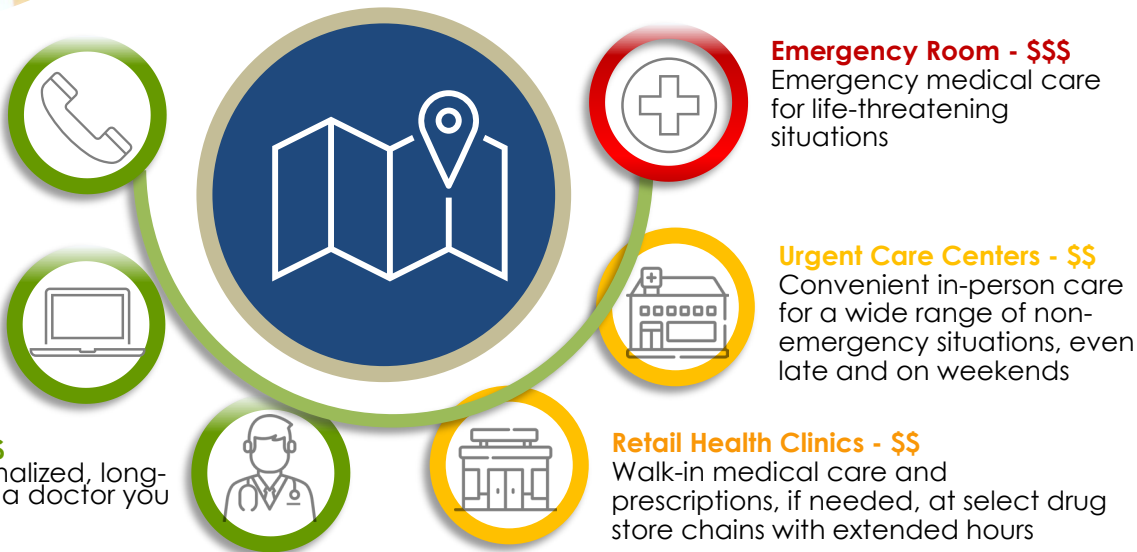 Emergency Room - $$$
Emergency medical care
for life-threatening
situations
Urgent Care Centers - $$
Convenient in-person care
for a wide range of non-
emergency situations, even
late and on weekends
$
nalized, long-
a doctor you
Retail Health Clinics - $$
Walk-in medical care and
prescriptions, if needed, at select drug
store chains with extended hours